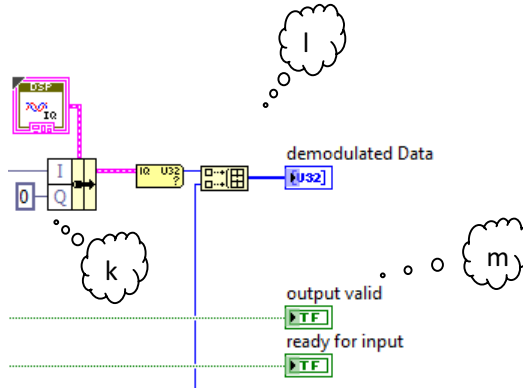 l
DSP
IQ
I
IQ U32
?
demodulated Data
U32]
0
Q
k
m
output valid
TF
ready for input
TF